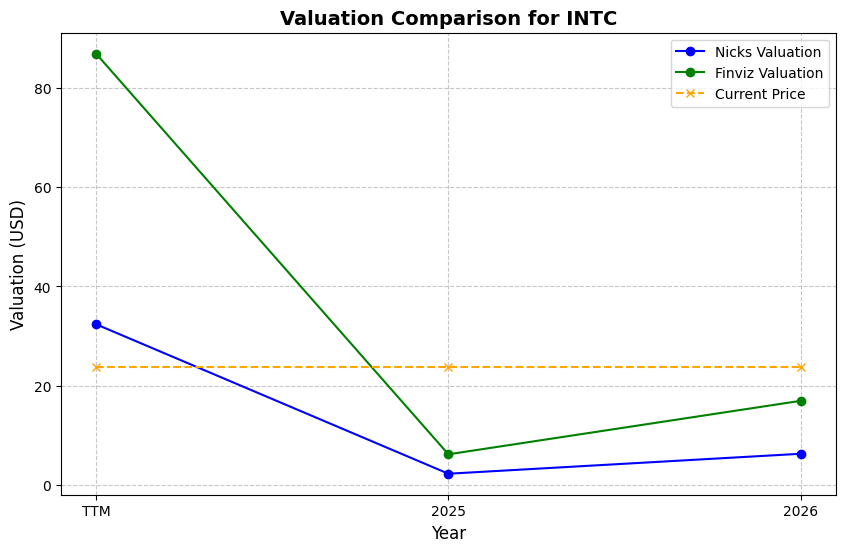 Valuation Comparison for INTC
Nicks Valuation
Finviz Valuation
Current Price
Valuation (USD)
80
60
40
20
0
TTM 2025 2026
Year